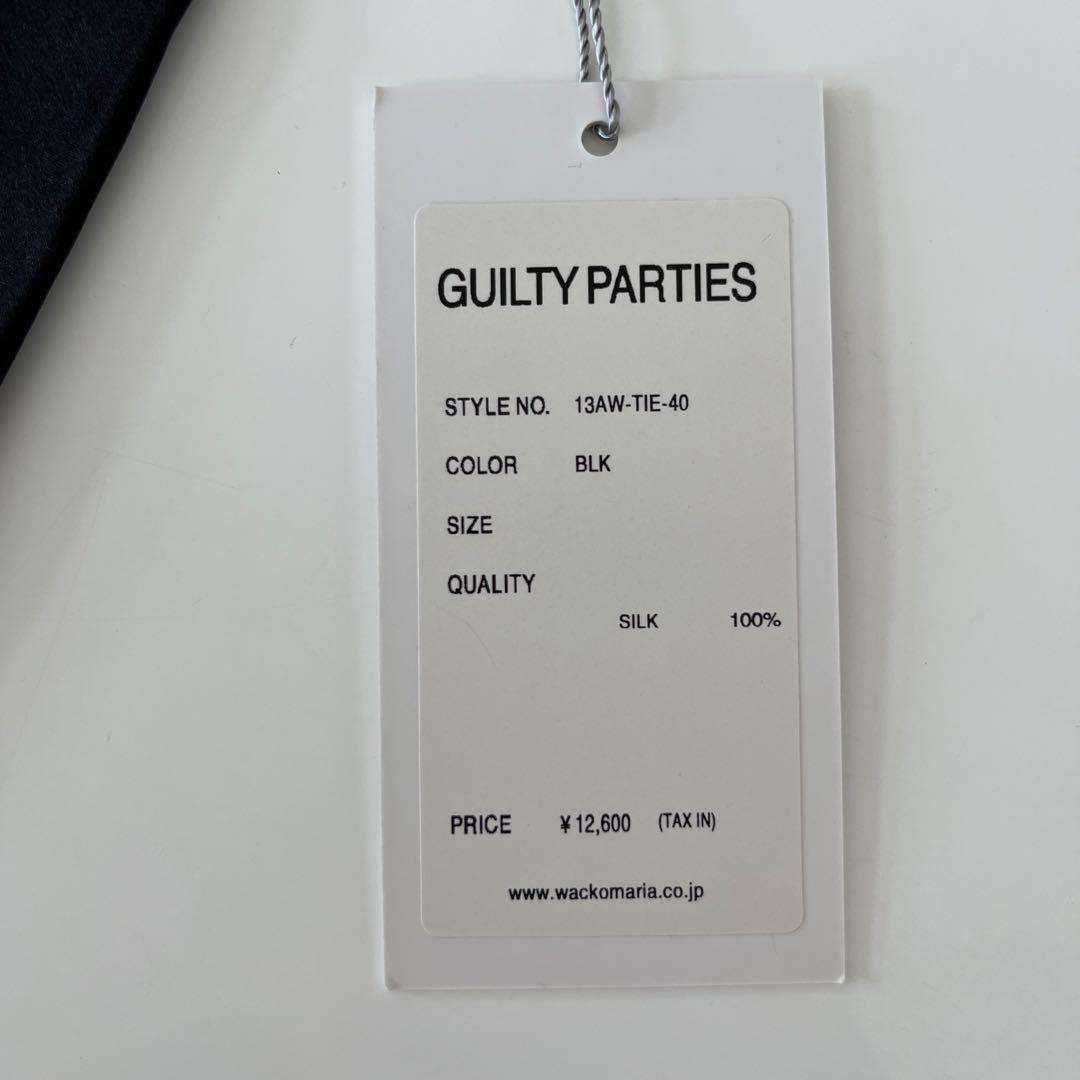 GUILTY PARTIES
STYLE NO. 13AW-TIE-40
COLOR BLK
SIZE
QUALITY
SILK 100%
PRICE ¥12,600 (TAX IN)
www.wackomaria.co.jp